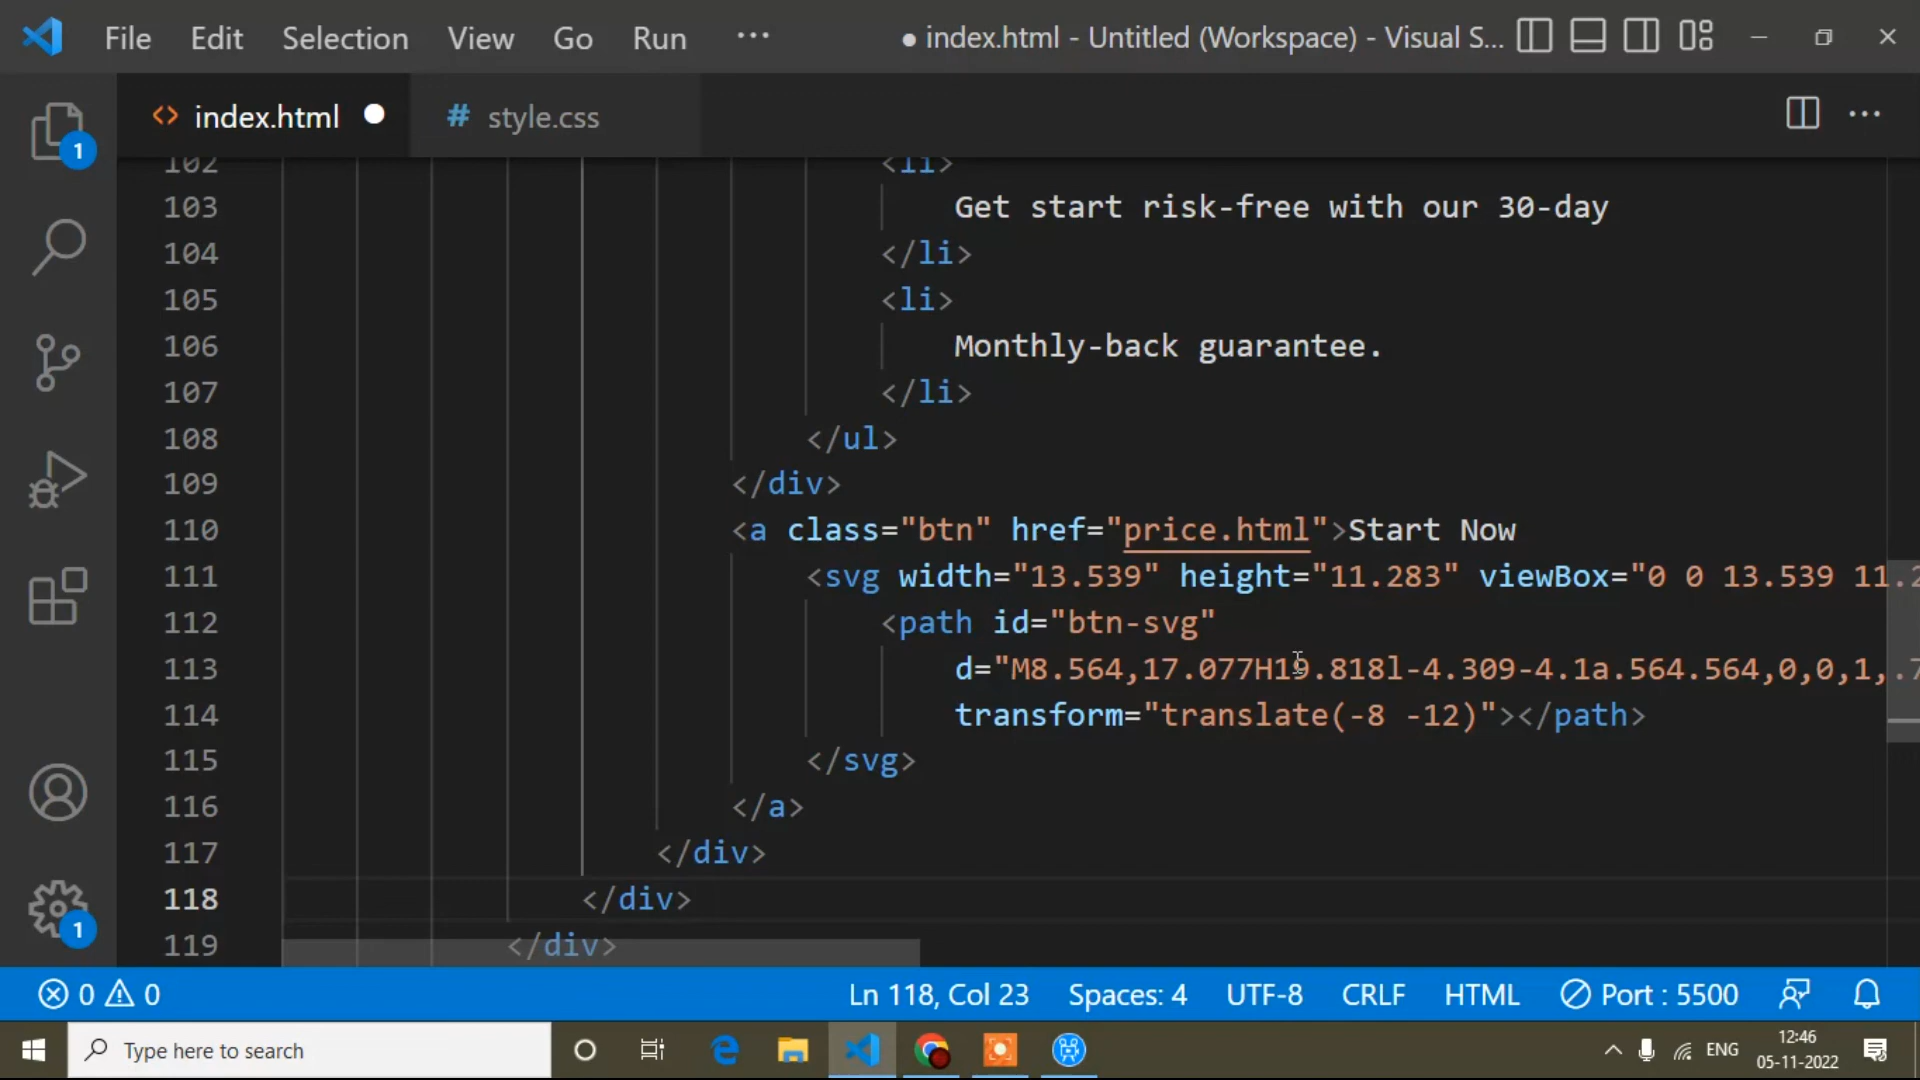 File Edit Selection View Go Run ··· ● index.html - Untitled (Workspace) - Visual S...
<> index.html ● # style.css ···
1
102 <li>
103 Get start risk-free with our 30-day
104 </li>
105 <li>
106 Monthly-back guarantee.
107 </li>
108 </ul>
109 </div>
110 <a class="btn" href="price.html">Start Now
111 <svg width="13.539" height="11.283" viewBox="0 0 13.539 11.2
112 <path id="btn-svg"
113 d="M8.564,17.077H19.818l-4.309-4.1a.564.564,0,0,1,.7
114 transform="translate(-8 -12)"></path>
115 </svg>
116 </a>
117 </div>
118 </div>
1
119 </div>
0 0 Ln 118, Col 23 Spaces: 4 UTF-8 CRLF HTML Port : 5500
Type here to search ENG 12:46
05-11-2022